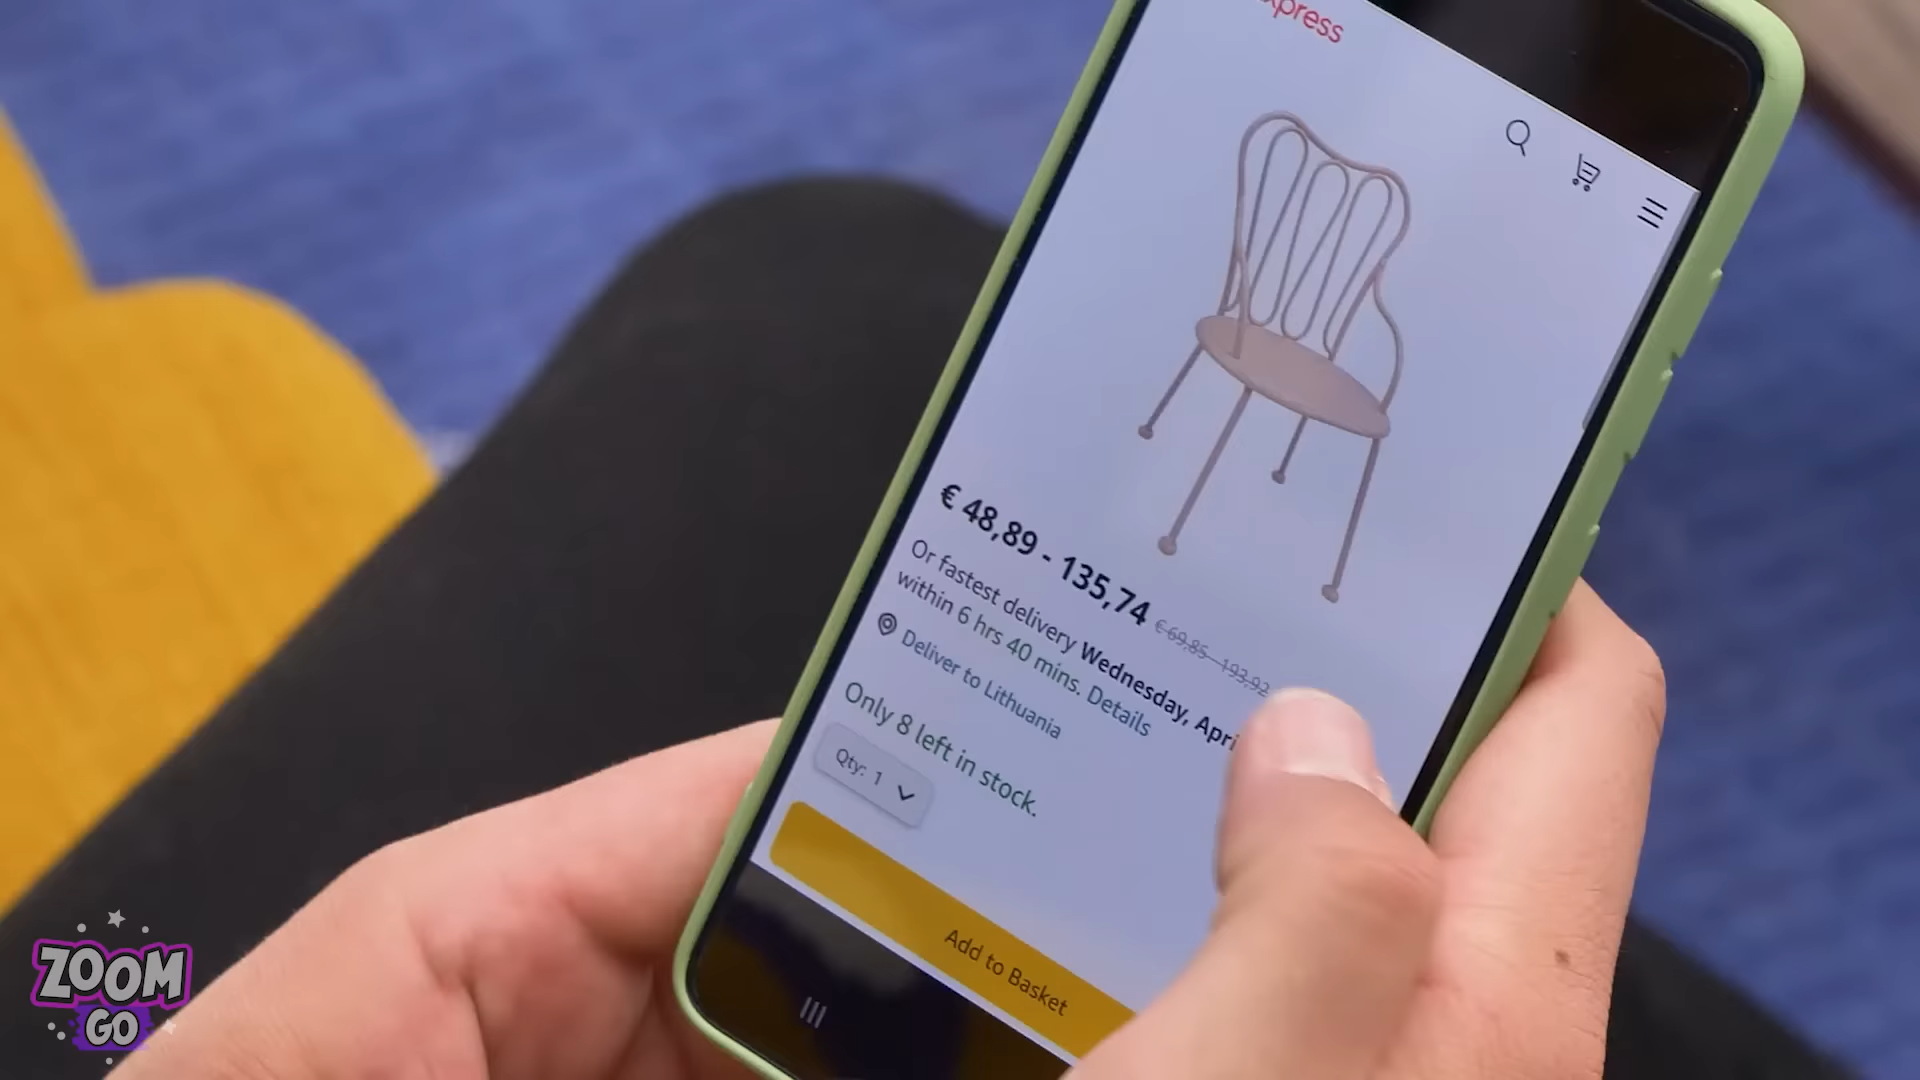 xpress
€ 48,89 - 135,74 € 69,85 - 193,92
Or fastest delivery Wednesday, Apri
within 6 hrs 40 mins. Details
Deliver to Lithuania
Only 8 left in stock.
Qty: 1
Add to Basket
ZOOM
GO